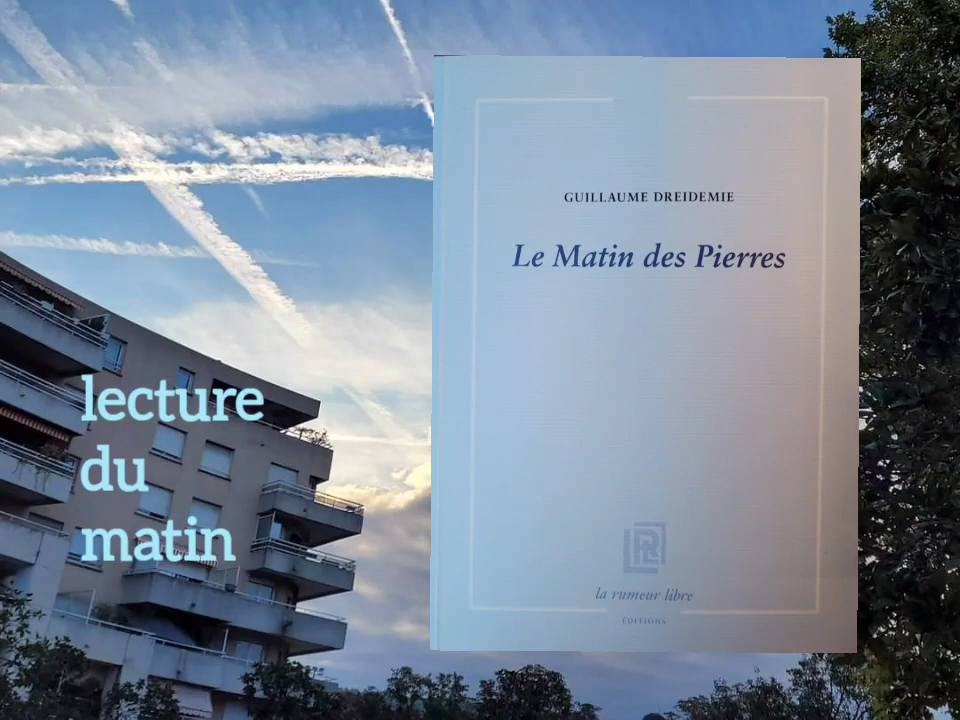 lecture
du
matin
GUILLAUME DREIDEMIE
Le Matin des Pierres
la rumeur libre
ÉDITIONS